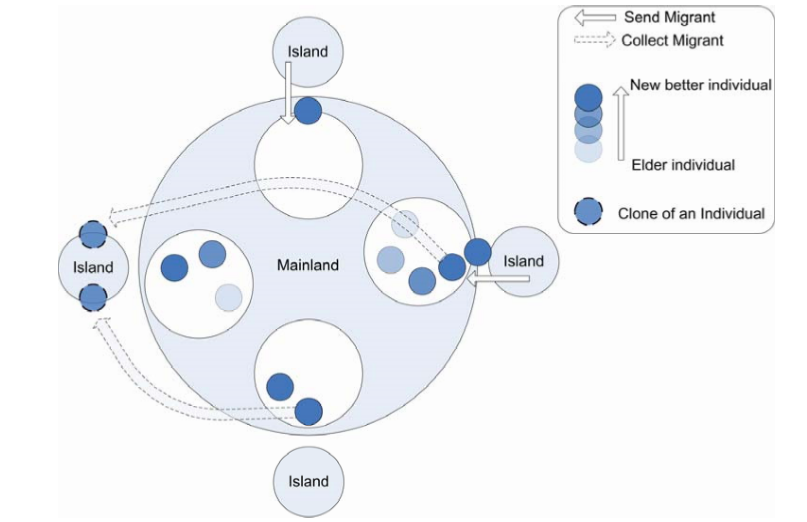 Island
Send Migrant
Collect Migrant
New better individual
Elder individual
Clone of an Individual
Island
Mainland
Island
Island